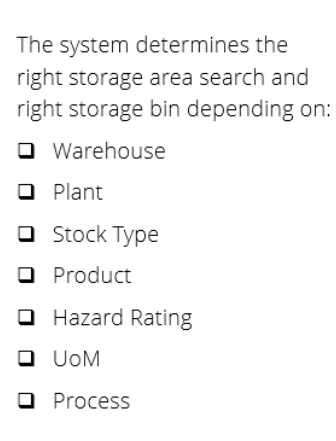 The system determines the
right storage area search and
right storage bin depending on:
❑ Warehouse
❑ Plant
❑ Stock Type
❑ Product
❑ Hazard Rating
❑ UoM
❑ Process